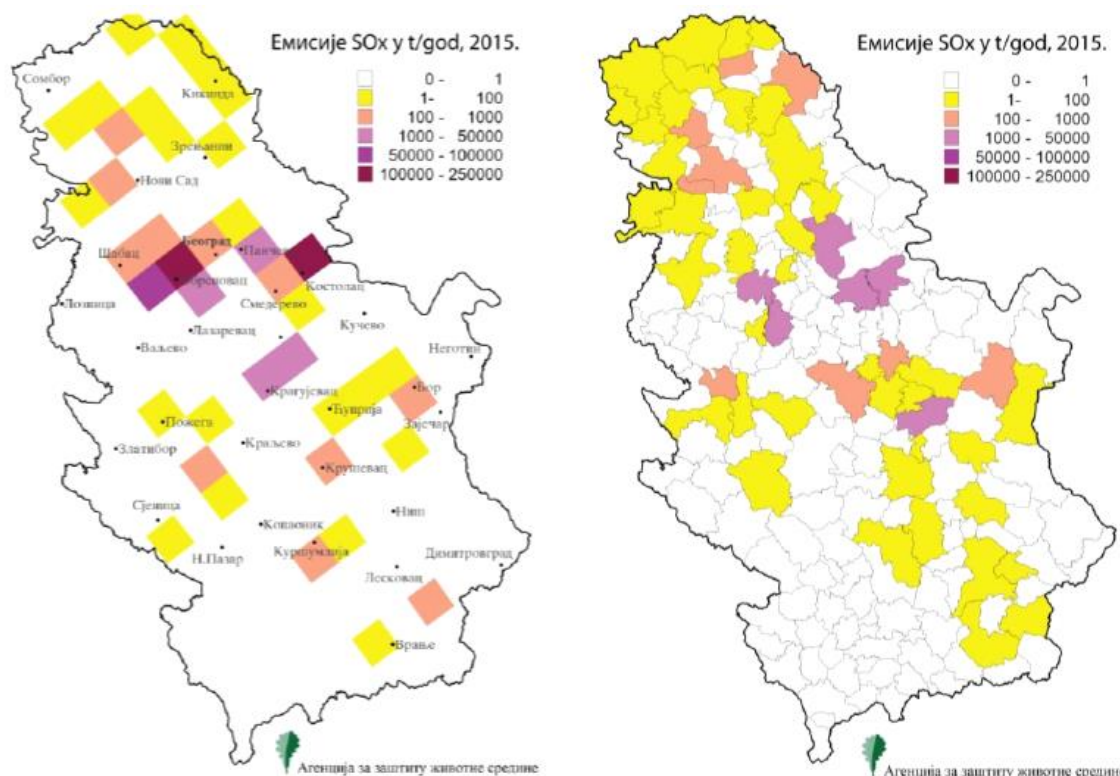 Емисије SOx у t/god, 2015.
0 - 1
1- 100
100 - 1000
1000 - 50000
50000 - 100000
100000 - 250000
Сомбор
Кикинда
Зрењанин
Нови Сад
Шабац
Београд
Панчево
Костолац
Смедерево
Лозница
Лазаревац
Кучево
Ваљево
Неготин
Крагујевац
Бор
Ћуприја
Зајечар
Пожега
Златибор
Краљево
Крушевац
Сјеница
Ниш
Копаоник
Н.Пазар
Куршумлија
Димитровград
Лесковац
Врање
Агенција за заштиту животне средине
Емисије SOx у t/god, 2015.
0 - 1
1- 100
100 - 1000
1000 - 50000
50000 - 100000
100000 - 250000
Агенција за заштиту животне средине